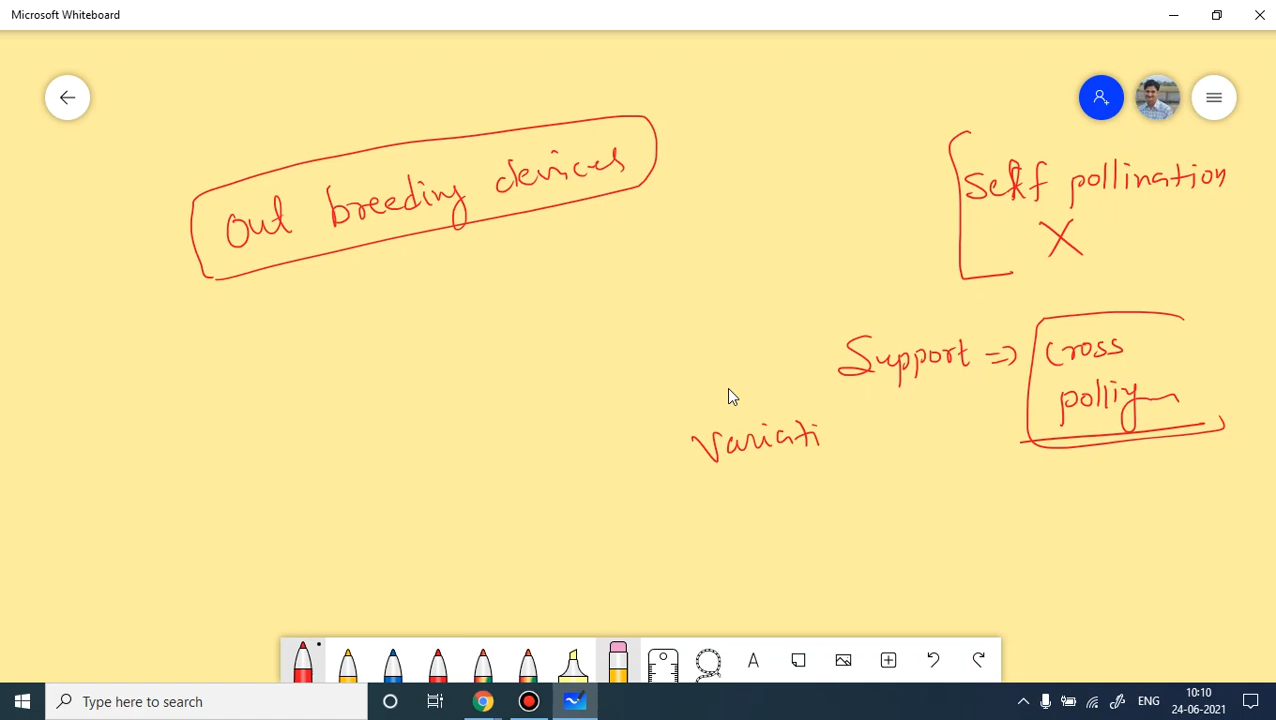 Microsoft Whiteboard
Out breeding devices
Self pollination
X
Support => cross
Variati
A
Type here to search
ENG
10:10
24-06-2021